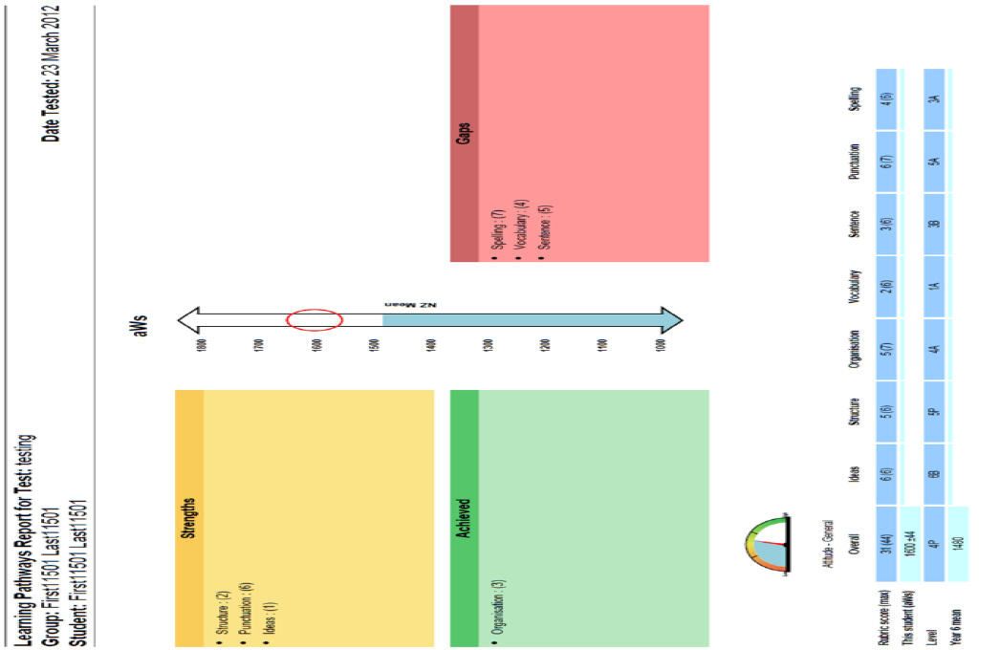 Learning Pathways Report for Test: testing
Group: First11501 Last11501
Date Tested: 23 March 2012
Student: First11501 Last11501
aWs
Strengths
• Structure : (2)
• Punctuation : (6)
• Ideas : (1)
1800
1700
1600
1500
1400
1300
1200
1100
1000
NZ Mean
Achieved
• Organisation : (3)
Gaps
• Spelling : (7)
• Vocabulary : (4)
• Sentence : (5)
Attitude - General
Overall Ideas Structure Organisation Vocabulary Sentence Punctuation Spelling
Rubric score (max) 31 (44) 6 (6) 5 (6) 5 (7) 2 (6) 3 (6) 6 (7) 4 (6)
This student (aWs) 1600 ±44
Level 4P 6B 5P 4A 1A 3B 5A 3A
Year 6 mean 1480